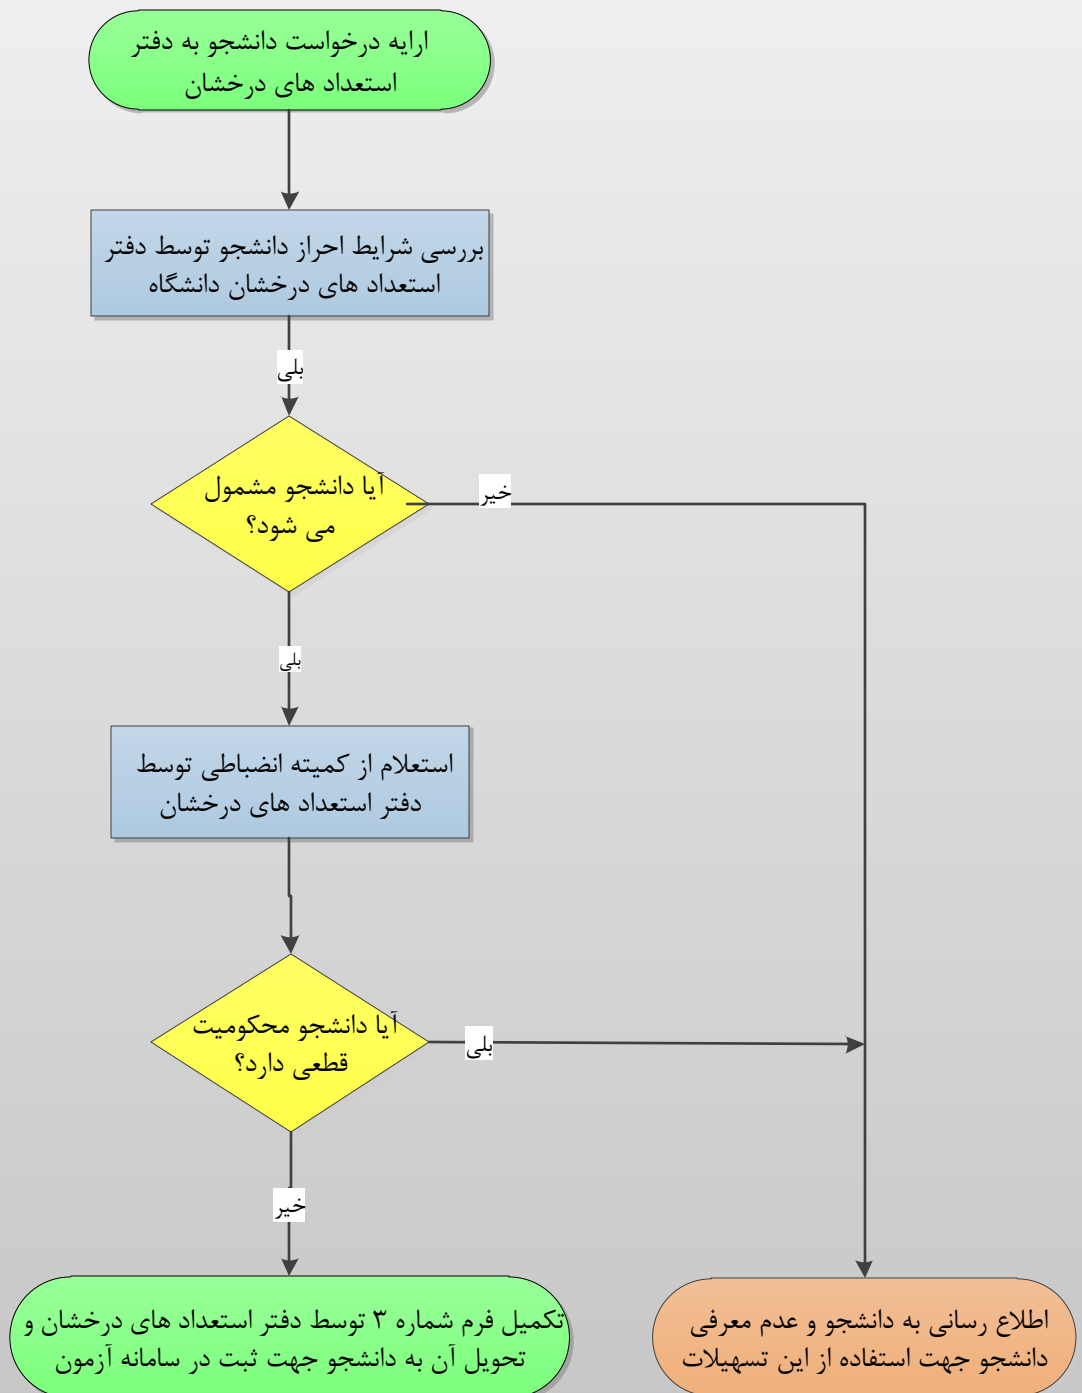 ارایه درخواست دانشجو به دفتر
استعداد های درخشان
بررسی شرایط احراز دانشجو توسط دفتر
استعداد های درخشان دانشگاه
بلی
آیا دانشجو مشمول
می شود؟
خیر
بلی
استعلام از کمیته انضباطی توسط
دفتر استعداد های درخشان
آیا دانشجو محکومیت
قطعی دارد؟
بلی
خیر
تکمیل فرم شماره ۳ توسط دفتر استعداد های درخشان و
تحویل آن به دانشجو جهت ثبت در سامانه آزمون
اطلاع رسانی به دانشجو و عدم معرفی
دانشجو جهت استفاده از این تسهیلات